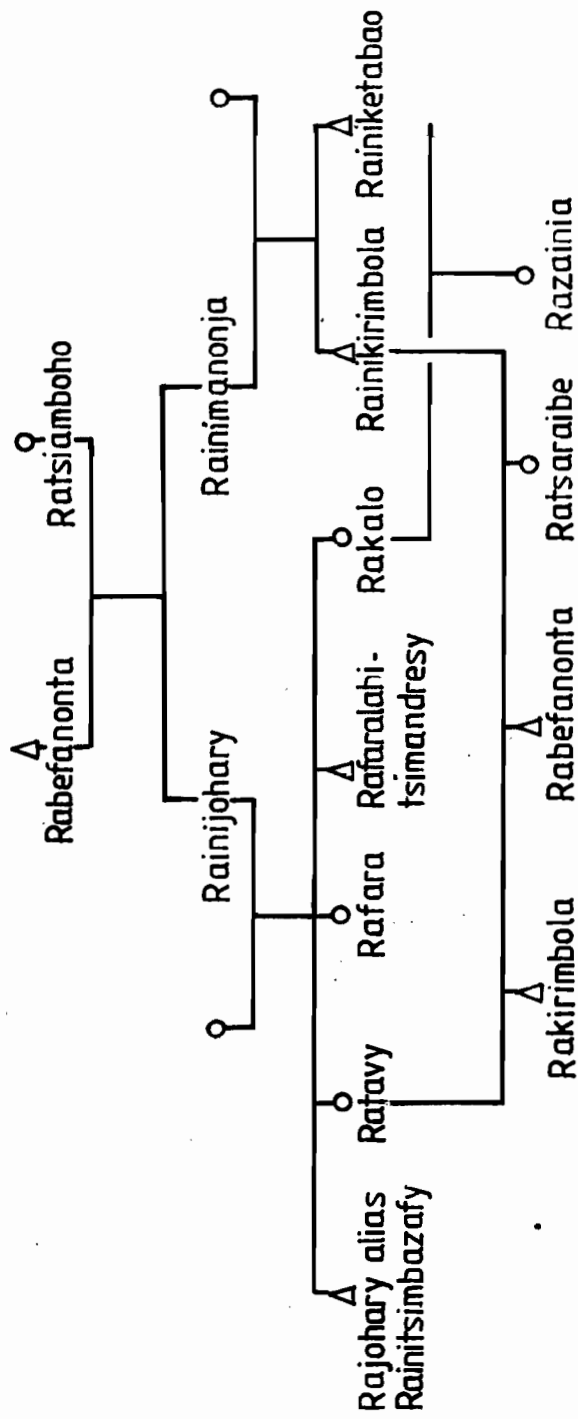 Rabefanonta Ratsiamboho
Rainijohary Rainimanonja
Rajohary alias Ratavy Rafara Rafaralahi- Rakalo Rainikirimbola Rainiketabao
Rainitsimbazafy tsimandresy
Rakirimbola Rabefanonta Ratsaraibe Razainia